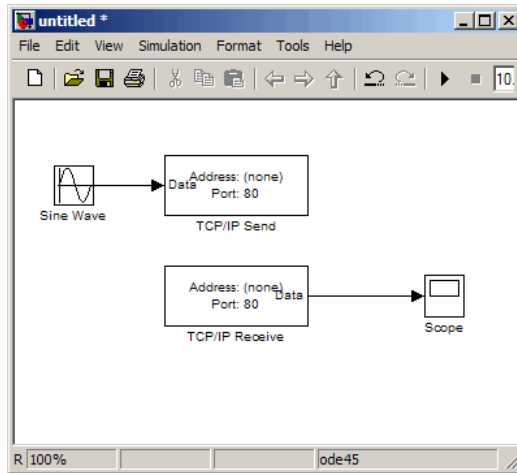 untitled *
File Edit View Simulation Format Tools Help
10.
Address: (none)
Data
Port: 80
Sine Wave
TCP/IP Send
Address: (none)
Data
Port: 80
TCP/IP Receive
Scope
R 100% ode45